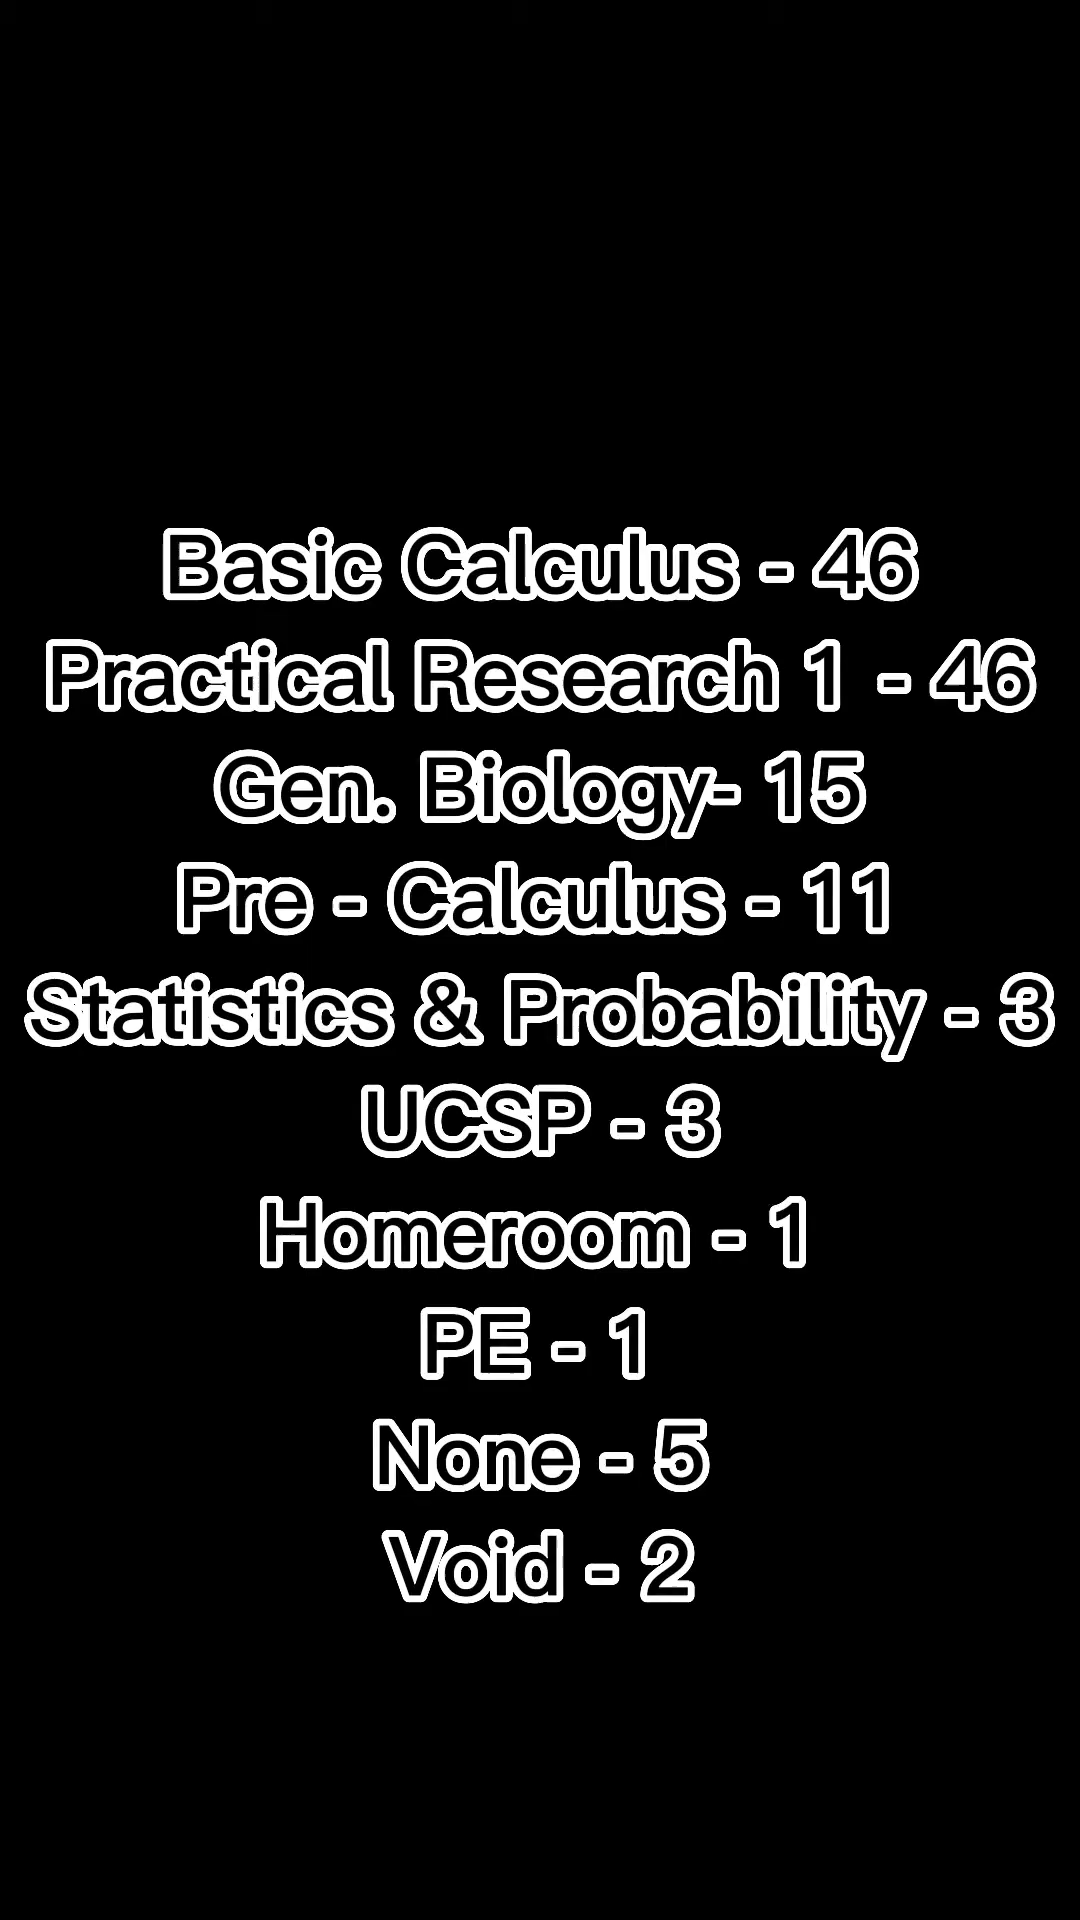 Basic Calculus - 46
Practical Research 1 - 46
Gen. Biology- 15
Pre - Calculus - 11
Statistics & Probability - 3
UCSP - 3
Homeroom - 1
PE - 1
None - 5
Void - 2